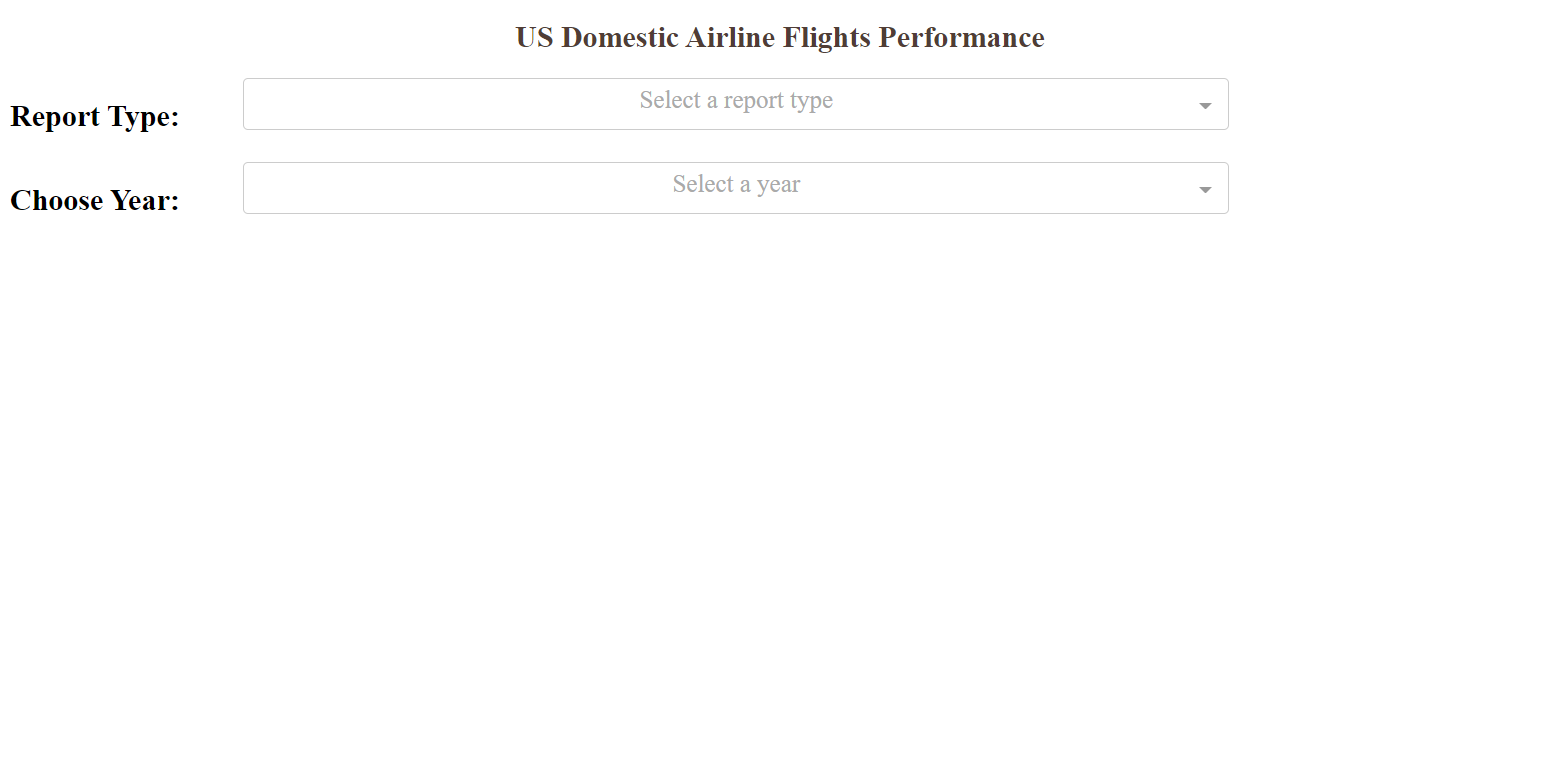 US Domestic Airline Flights Performance
Report Type:
Select a report type
Choose Year:
Select a year